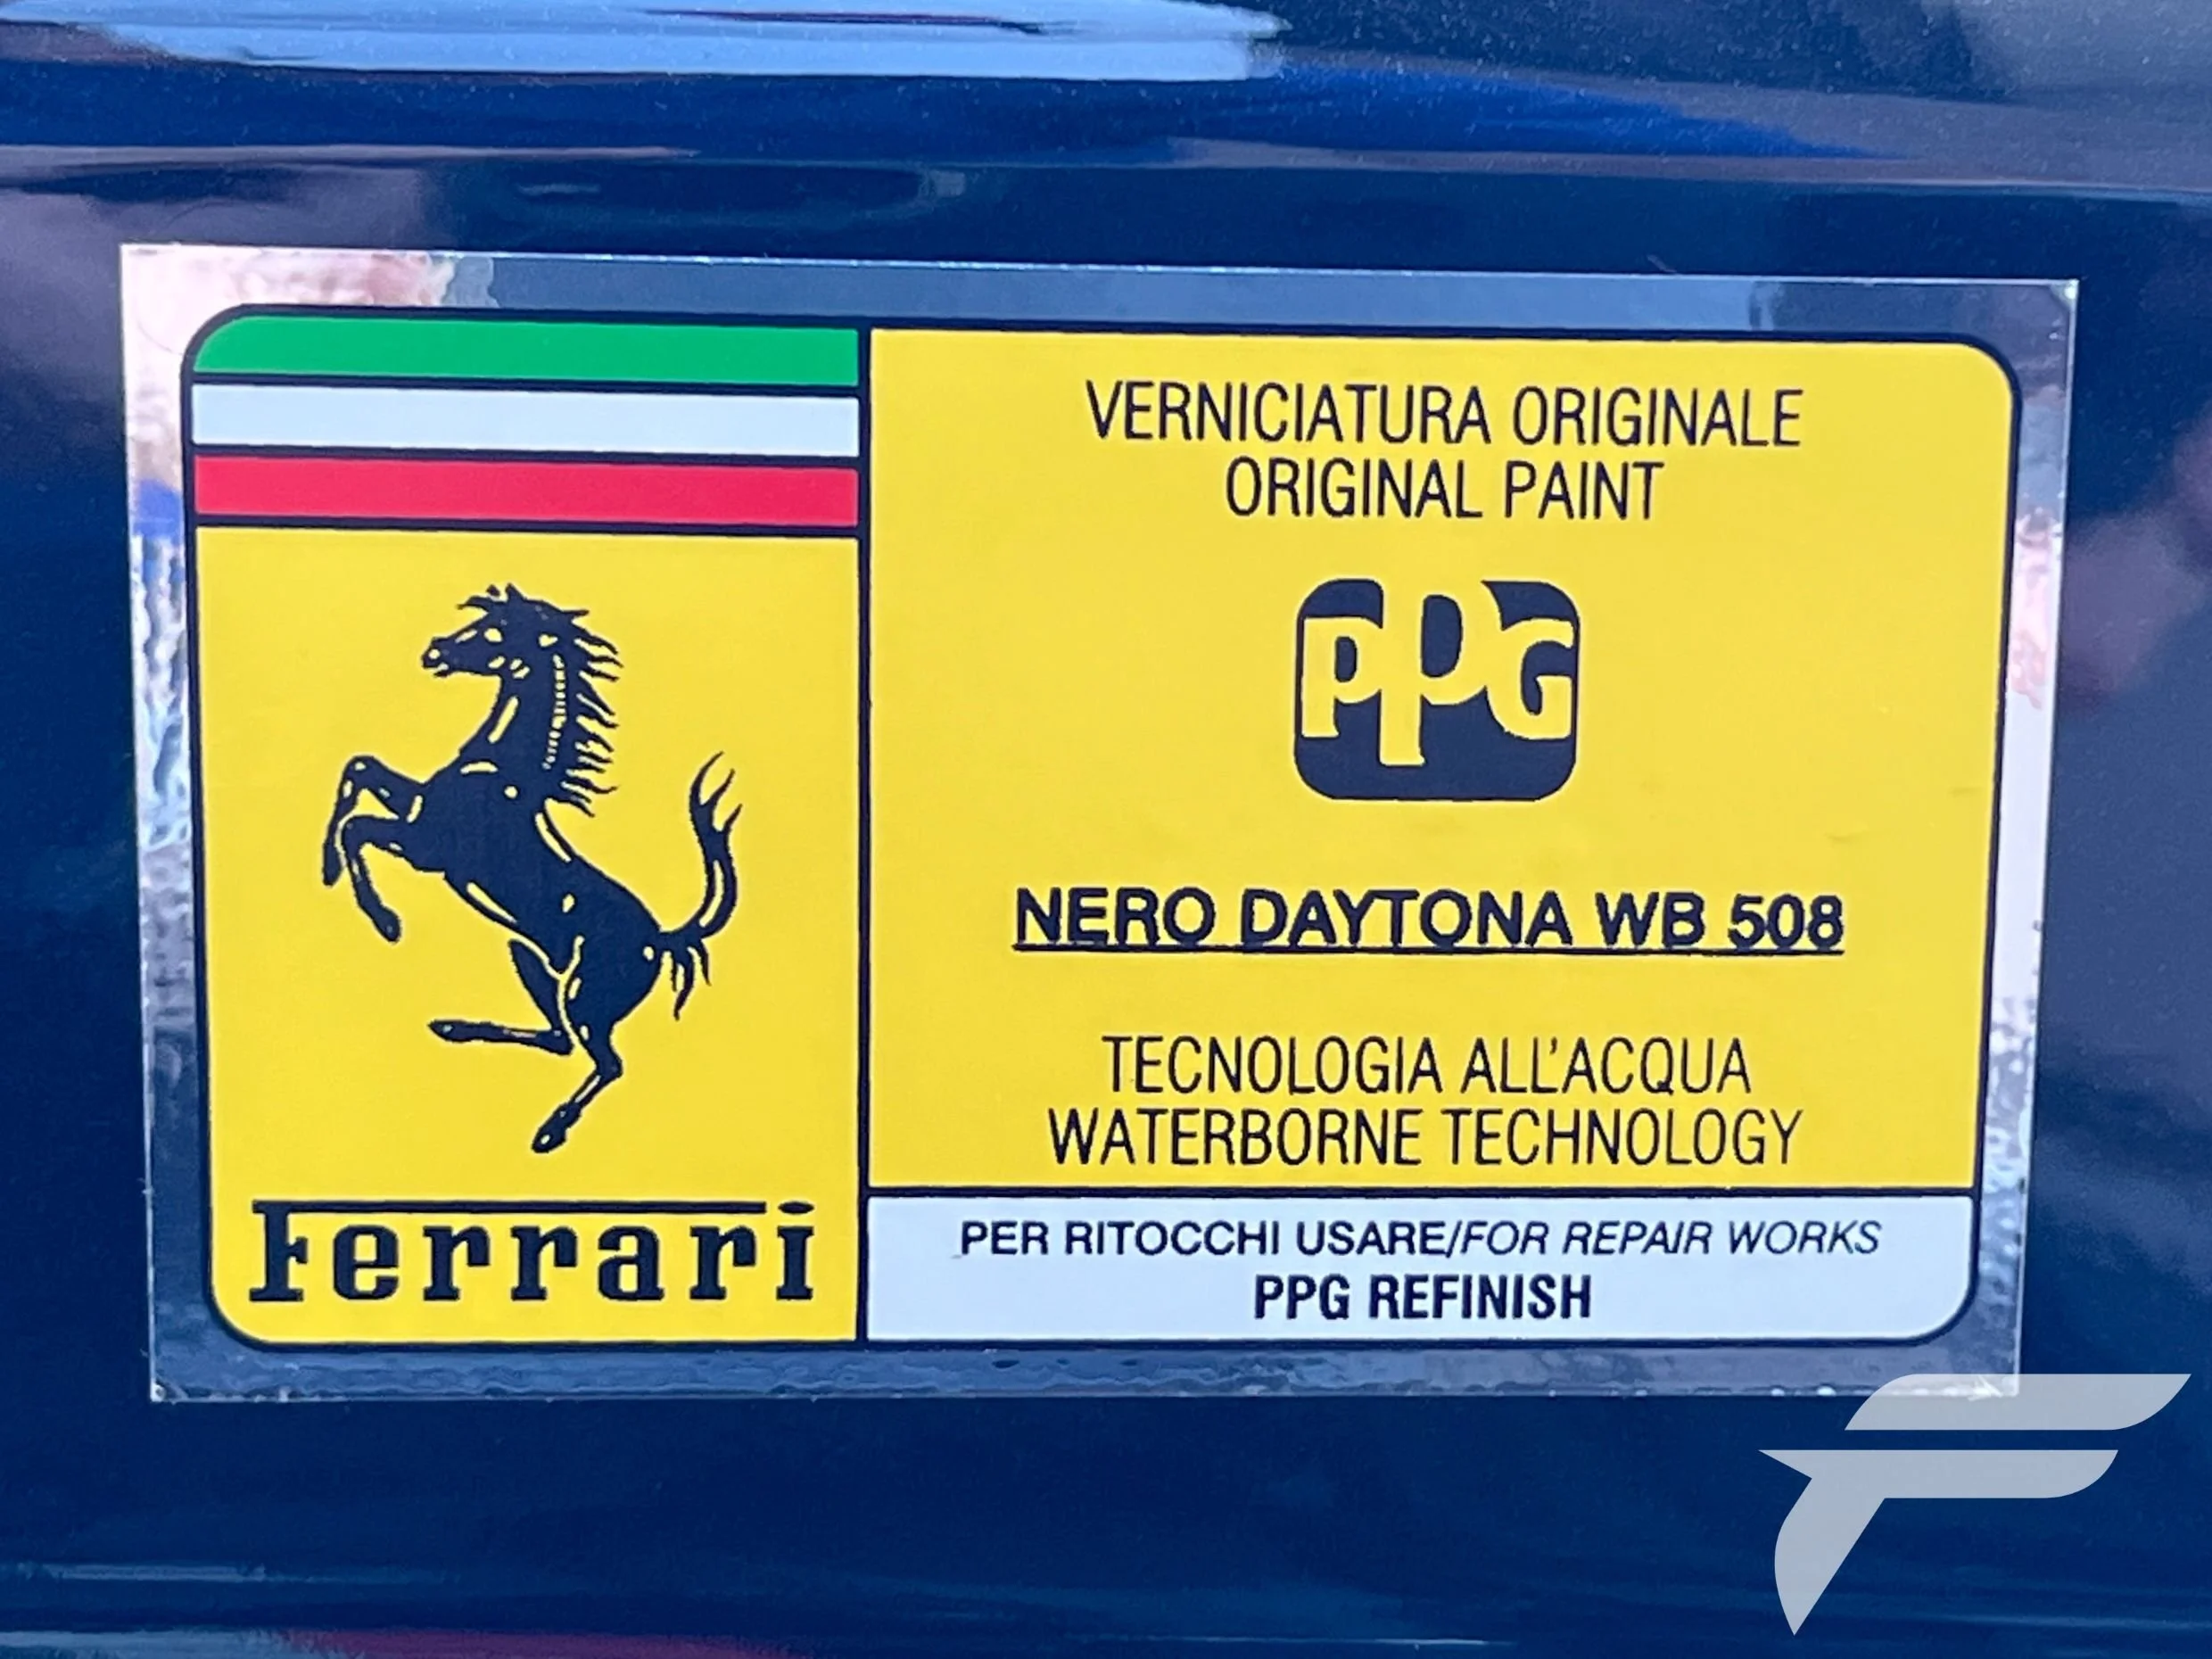 VERNICIATURA ORIGINALE
ORIGINAL PAINT
PPG
NERO DAYTONA WB 508
TECNOLOGIA ALL'ACQUA
WATERBORNE TECHNOLOGY
Ferrari
PER RITOCCHI USARE/FOR REPAIR WORKS
PPG REFINISH